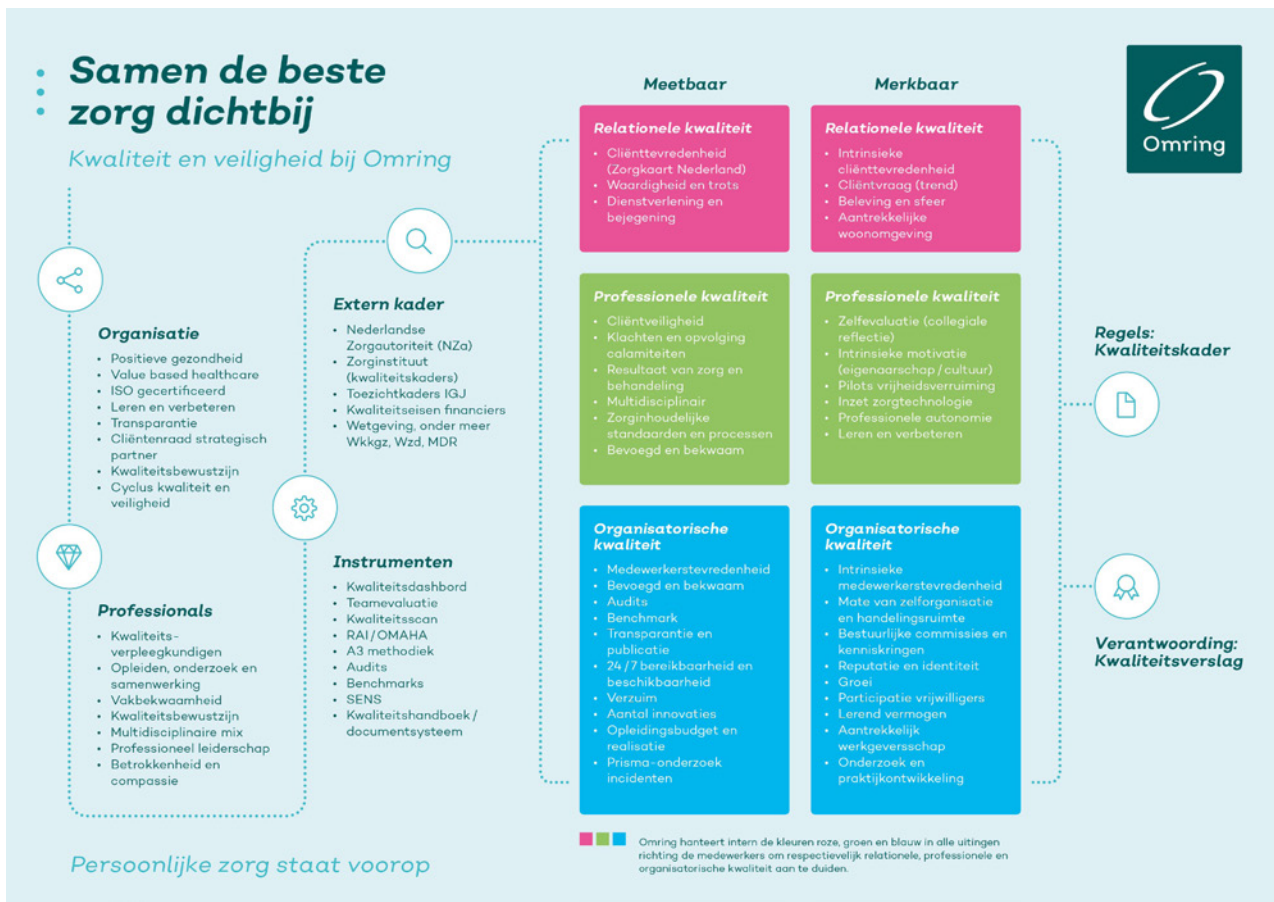 Samen de beste
zorg dichtbij
Kwaliteit en veiligheid bij Omring
Organisatie
• Positieve gezondheid
• Value based healthcare
• ISO gecertificeerd
• Leren en verbeteren
• Transparantie
• Cliëntenraad strategisch
partner
• Kwaliteitsbewustzijn
• Cyclus kwaliteit en
veiligheid
Professionals
• Kwaliteits-
verpleegkundigen
• Opleiden, onderzoek en
samenwerking
• Vakbekwaamheid
• Kwaliteitsbewustzijn
• Multidisciplinaire mix
• Professioneel leiderschap
• Betrokkenheid en
compassie
Extern kader
• Nederlandse
Zorgautoriteit (NZa)
• Zorginstituut
(kwaliteitskaders)
• Toezichtkaders IGJ
• Kwaliteitseisen financiers
• Wetgeving, onder meer
Wkkgz, Wzd, MDR
Instrumenten
• Kwaliteitsdashbord
• Teamevaluatie
• Kwaliteitsscan
• RAI / OMAHA
• A3 methodiek
• Audits
• Benchmarks
• SENS
• Kwaliteitshandboek /
documentsysteem
Meetbaar
Relationele kwaliteit
• Cliënttevredenheid
(Zorgkaart Nederland)
• Waardigheid en trots
• Dienstverlening en
bejegening
Professionele kwaliteit
• Cliëntveiligheid
• Klachten en opvolging
calamiteiten
• Resultaat van zorg en
behandeling
• Multidisciplinair
• Zorginhoudelijke
standaarden en processen
• Bevoegd en bekwaam
Organisatorische
kwaliteit
• Medewerkerstevredenheid
• Bevoegd en bekwaam
• Audits
• Benchmark
• Transparantie en
publicatie
• 24 / 7 bereikbaarheid en
beschikbaarheid
• Verzuim
• Aantal innovaties
• Opleidingsbudget en
realisatie
• Prisma-onderzoek
incidenten
Merkbaar
Relationele kwaliteit
• Intrinsieke
cliënttevredenheid
• Cliëntvraag (trend)
• Beleving en sfeer
• Aantrekkelijke
woonomgeving
Professionele kwaliteit
• Zelfevaluatie (collegiale
reflectie)
• Intrinsieke motivatie
(eigenaarschap / cultuur)
• Pilots vrijheidsverruiming
• Inzet zorgtechnologie
• Professionele autonomie
• Leren en verbeteren
Organisatorische
kwaliteit
• Intrinsieke
medewerkerstevredenheid
• Mate van zelforganisatie
en handelingsruimte
• Bestuurlijke commissies en
kenniskringen
• Reputatie en identiteit
• Groei
• Participatie vrijwilligers
• Lerend vermogen
• Aantrekkelijk
werkgeversschap
• Onderzoek en
praktijkontwikkeling
Omring
Regels:
Kwaliteitskader
Verantwoording:
Kwaliteitsverslag
Omring hanteert intern de kleuren roze, groen en blauw in alle uitingen
richting de medewerkers om respectievelijk relationele, professionele en
organisatorische kwaliteit aan te duiden.
Persoonlijke zorg staat voorop